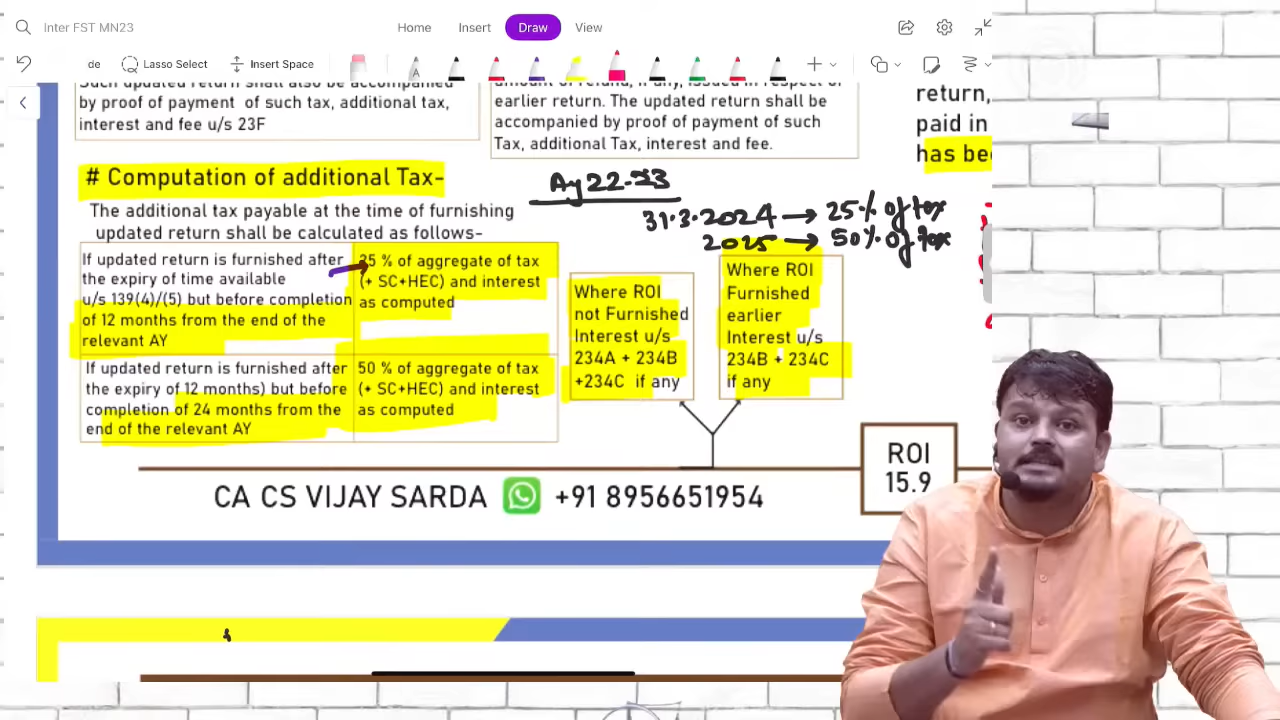 Inter FST MN23
Home
Insert
Draw
View
de
Lasso Select
Insert Space
by proof of payment of such tax, additional tax,
interest and fee u/s 23F
earlier return. The updated return shall be
accompanied by proof of payment of such
Tax, additional Tax, interest and fee.
return,
paid in
has bee
# Computation of additional Tax-
Ay 22-23
31.3.2024 → 25% of tax
2025 → 50% of tax
The additional tax payable at the time of furnishing
updated return shall be calculated as follows-
If updated return is furnished after
the expiry of time available
u/s 139(4)/(5) but before completion
of 12 months from the end of the
relevant AY
25 % of aggregate of tax
(+ SC+HEC) and interest
as computed
If updated return is furnished after
the expiry of 12 months) but before
completion of 24 months from the
end of the relevant AY
50 % of aggregate of tax
(+ SC+HEC) and interest
as computed
Where ROI
not Furnished
Interest u/s
234A + 234B
+234C if any
Where ROI
Furnished
earlier
Interest u/s
234B + 234C
if any
CA CS VIJAY SARDA
+91 8956651954
ROI
15.9